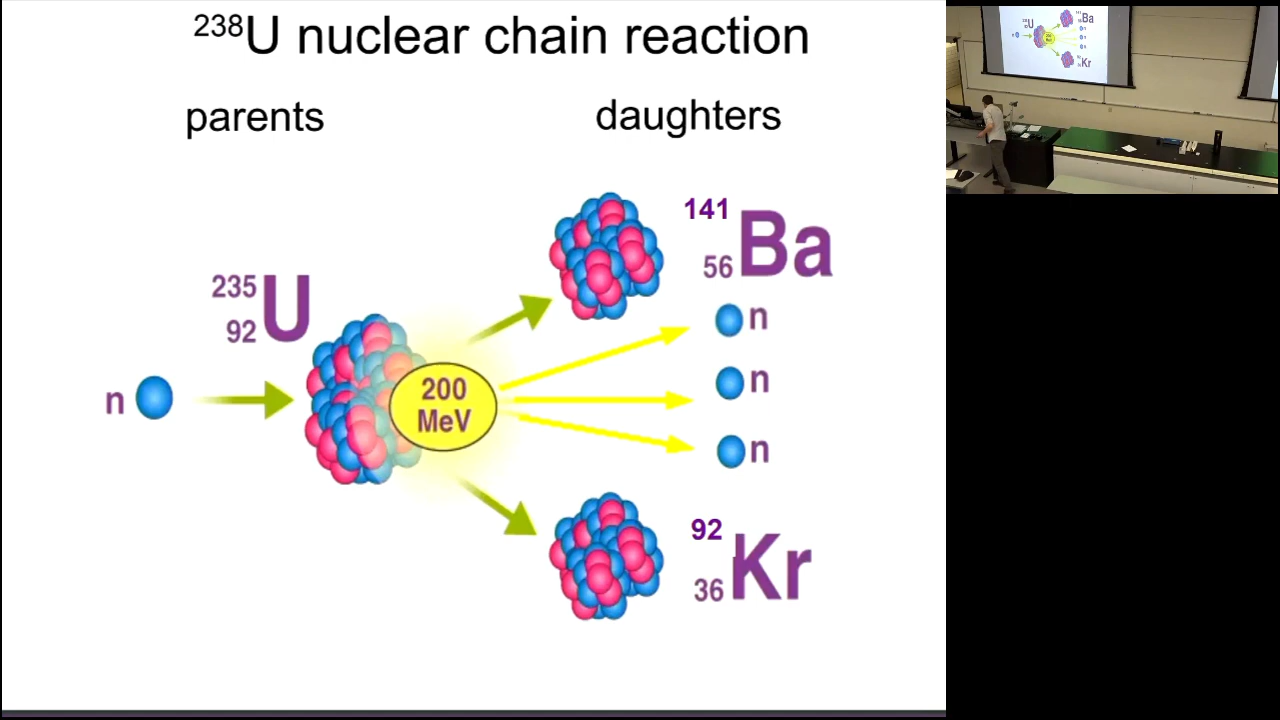 ²³⁸U nuclear chain reaction
parents daughters
141
56 Ba
235
92 U
n
200
MeV
n
n
n
92
36 Kr